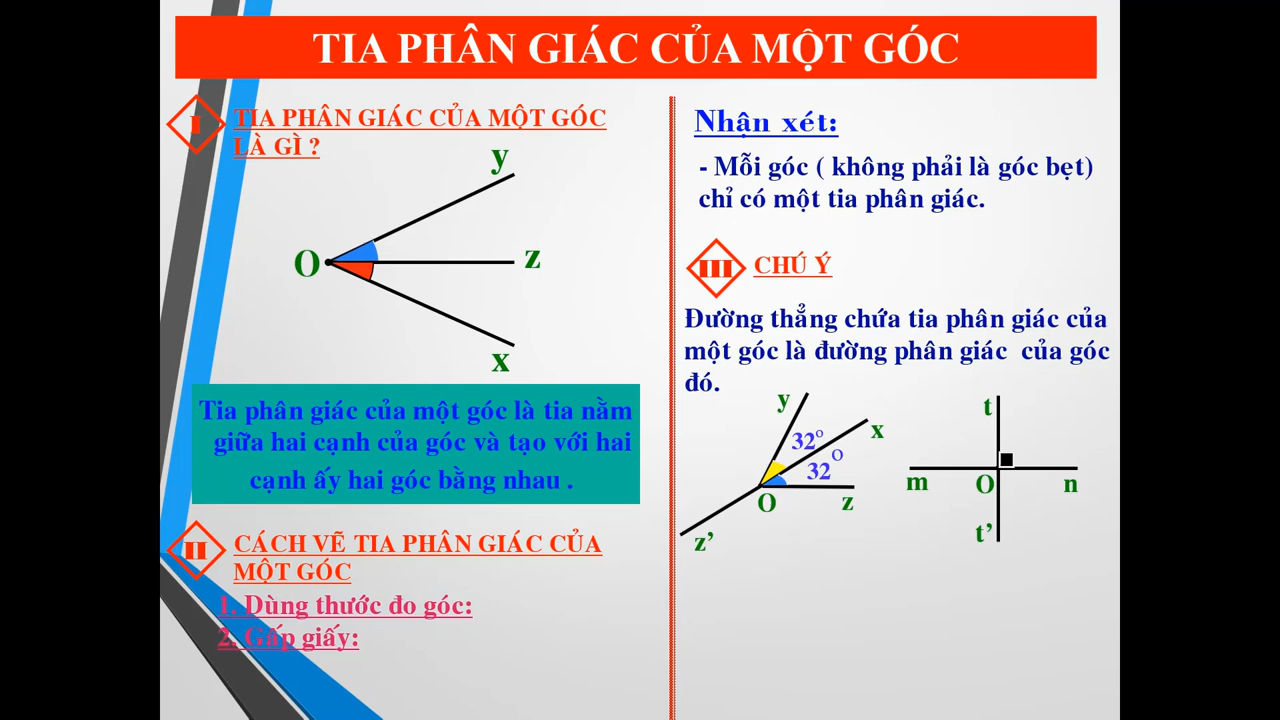 TIA PHÂN GIÁC CỦA MỘT GÓC
I
TIA PHÂN GIÁC CỦA MỘT GÓC
LÀ GÌ ?
y
O
z
x
Tia phân giác của một góc là tia nằm
giữa hai cạnh của góc và tạo với hai
cạnh ấy hai góc bằng nhau .
II
CÁCH VẼ TIA PHÂN GIÁC CỦA
MỘT GÓC
1. Dùng thước đo góc:
2. Gấp giấy:
Nhận xét:
- Mỗi góc ( không phải là góc bẹt)
chỉ có một tia phân giác.
III
CHÚ Ý
Đường thẳng chứa tia phân giác của
một góc là đường phân giác của góc
đó.
y
x
32O
32O
O
z
z’
t
m
O
n
t’